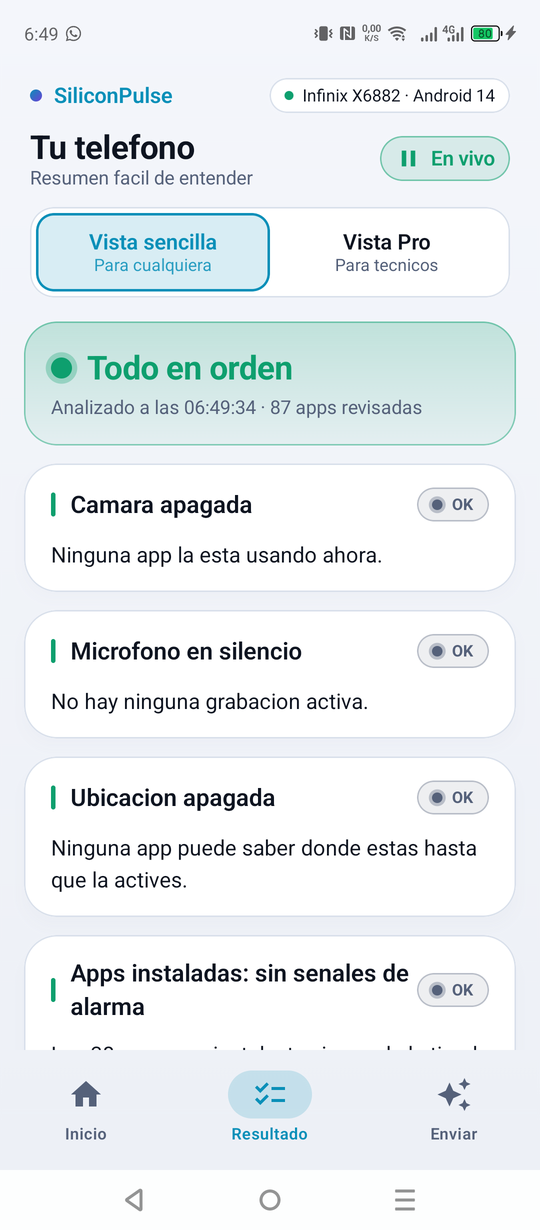 6:49
0,00
K/S
4G
80
SiliconPulse
Infinix X6882 · Android 14
Tu telefono
Resumen facil de entender
En vivo
Vista sencilla
Para cualquiera
Vista Pro
Para tecnicos
Todo en orden
Analizado a las 06:49:34 · 87 apps revisadas
Camara apagada
OK
Ninguna app la esta usando ahora.
Microfono en silencio
OK
No hay ninguna grabacion activa.
Ubicacion apagada
OK
Ninguna app puede saber donde estas hasta
que la actives.
Apps instaladas: sin senales de
alarma
OK
Inicio
Resultado
Enviar